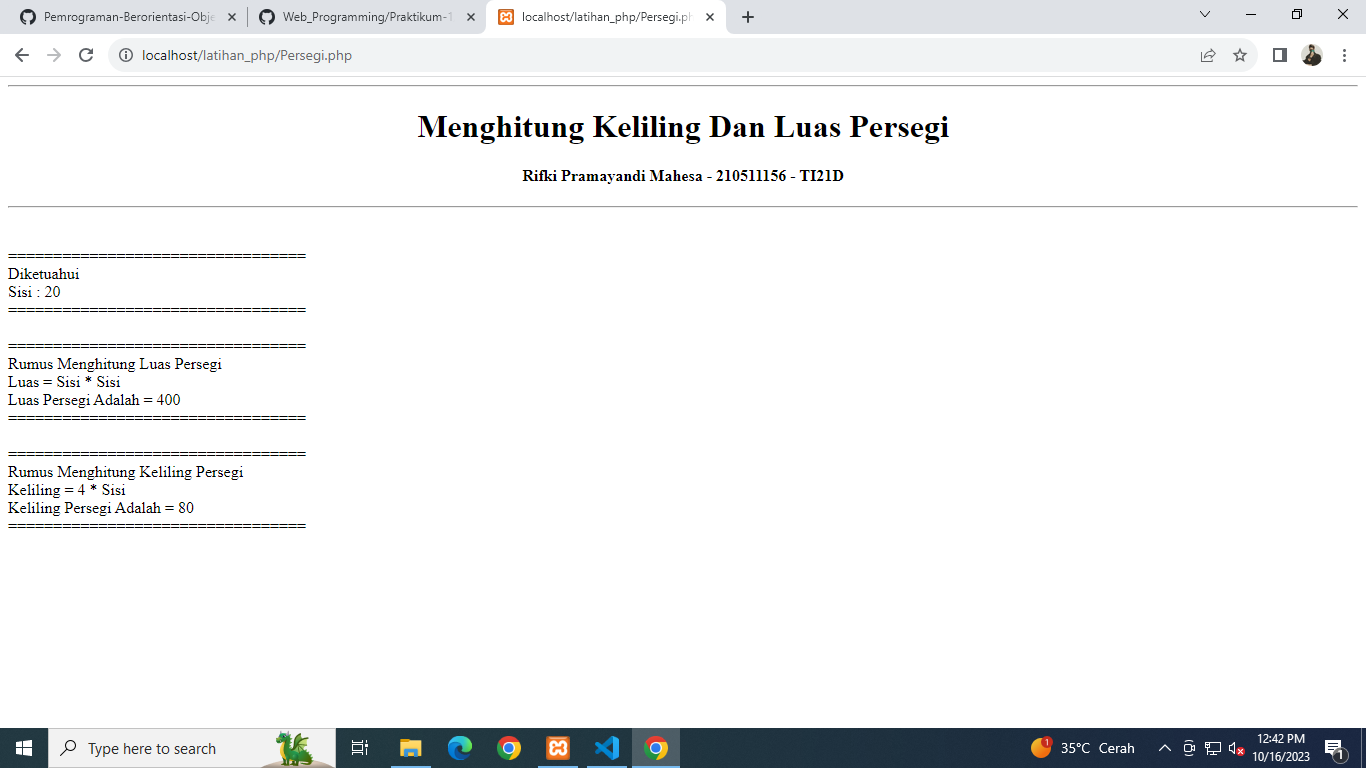 Pemrograman-Berorientasi-Obje
Web_Programming/Praktikum-1
localhost/latihan_php/Persegi.ph
localhost/latihan_php/Persegi.php
Menghitung Keliling Dan Luas Persegi
Rifki Pramayandi Mahesa - 210511156 - TI21D
=================================
Diketuahui
Sisi : 20
=================================
=================================
Rumus Menghitung Luas Persegi
Luas = Sisi * Sisi
Luas Persegi Adalah = 400
=================================
=================================
Rumus Menghitung Keliling Persegi
Keliling = 4 * Sisi
Keliling Persegi Adalah = 80
=================================
Type here to search
1
35°C Cerah
12:42 PM
10/16/2023
1